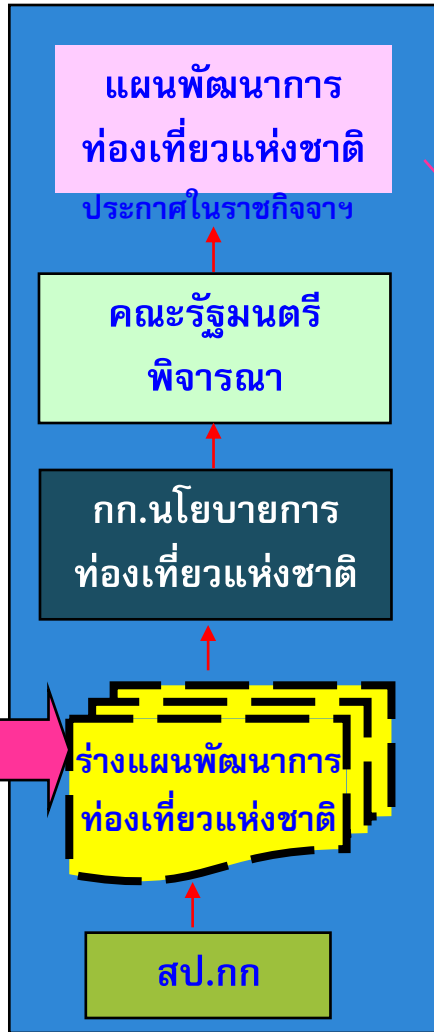 แผนพัฒนาการ
ท่องเที่ยวแห่งชาติ
ประกาศในราชกิจจาฯ
คณะรัฐมนตรี
พิจารณา
กก.นโยบายการ
ท่องเที่ยวแห่งชาติ
ร่างแผนพัฒนาการ
ท่องเที่ยวแห่งชาติ
สป.กก